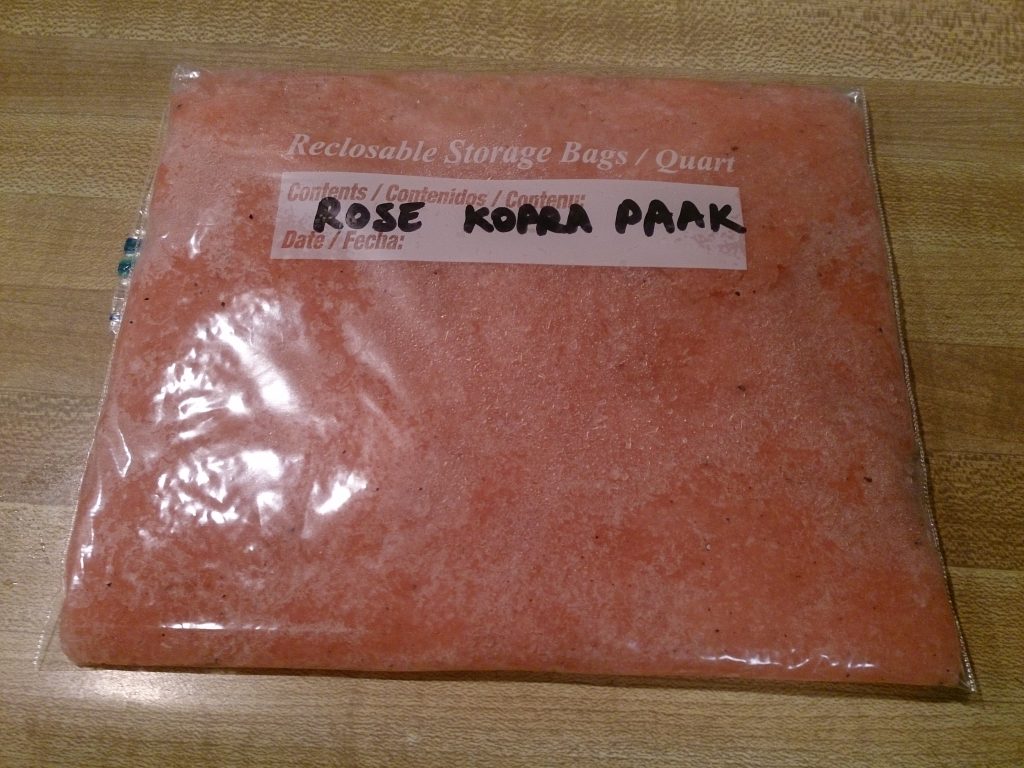 Reclosable Storage Bags / Quart
Contents / Contenidos / Contenu:
ROSE KOPRA PAAK
Date / Fecha: